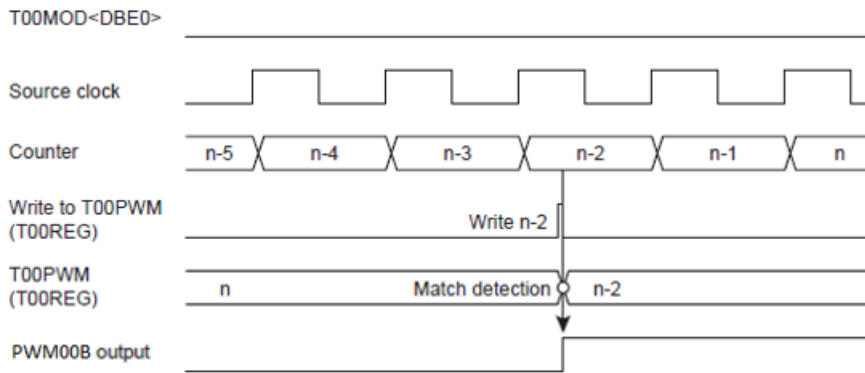 T00MOD<DBE0>
Source clock
Counter n-5 n-4 n-3 n-2 n-1 n
Write to T00PWM
(T00REG) Write n-2
T00PWM
(T00REG) n Match detection n-2
PWM00B output